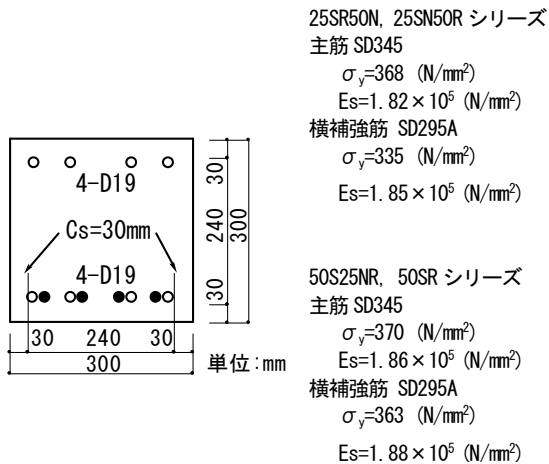 4-D19
Cs=30mm
4-D19
30
240
30
300
30
240
30
300
単位:mm
25SR50N, 25SN50R シリーズ
主筋 SD345
σy=368 (N/mm²)
Es=1.82×10⁵ (N/mm²)
横補強筋 SD295A
σy=335 (N/mm²)
Es=1.85×10⁵ (N/mm²)
50S25NR, 50SR シリーズ
主筋 SD345
σy=370 (N/mm²)
Es=1.86×10⁵ (N/mm²)
横補強筋 SD295A
σy=363 (N/mm²)
Es=1.88×10⁵ (N/mm²)